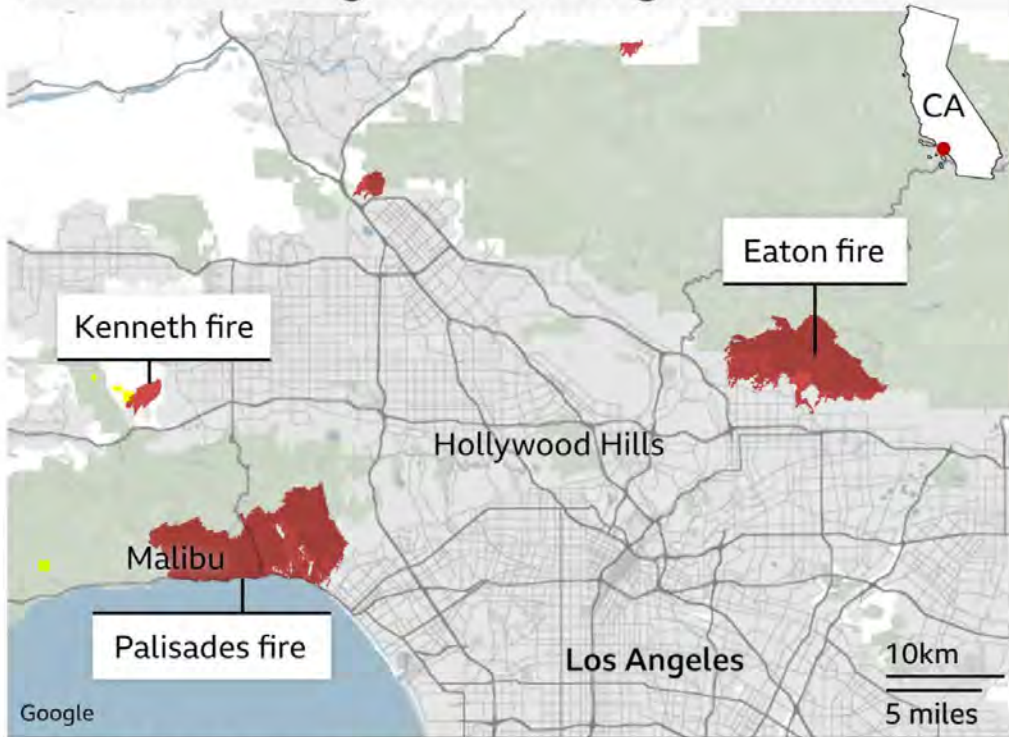 CA
Eaton fire
Kenneth fire
Hollywood Hills
Malibu
Palisades fire
Los Angeles
10km
5 miles
Google